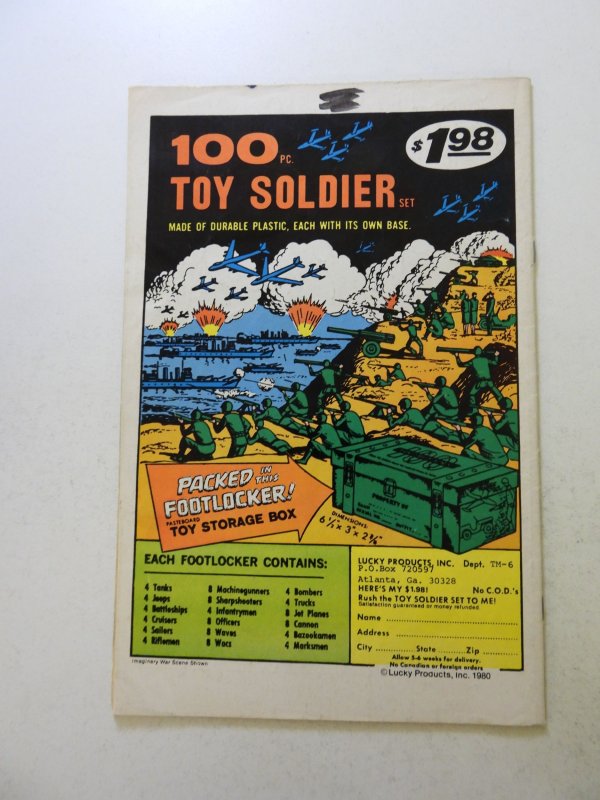 100 PC.
$1.98
TOY SOLDIER SET
MADE OF DURABLE PLASTIC, EACH WITH ITS OWN BASE.
PACKED IN THIS
FOOTLOCKER!
PASTEBOARD
TOY STORAGE BOX
DIMENSIONS:
6 1/2" x 3" x 2 3/8"
PROPERTY OF
EACH FOOTLOCKER CONTAINS:
4 Tanks
4 Jeeps
4 Battleships
4 Cruisers
4 Sailors
4 Riflemen
8 Machinegunners
8 Sharpshooters
4 Infantrymen
8 Officers
8 Waves
8 Wacs
4 Bombers
4 Trucks
8 Jet Planes
8 Cannon
4 Bazookamen
4 Marksmen
Imaginary War Scene Shown
LUCKY PRODUCTS, INC. Dept. TM-6
P.O.Box 720597
Atlanta, Ga. 30328
HERE'S MY $1.98! No C.O.D.'s
Rush the TOY SOLDIER SET TO ME!
Satisfaction guaranteed or money refunded.
Name
Address
City State Zip
Allow 5-6 weeks for delivery.
No Canadian or foreign orders
©Lucky Products, Inc. 1980